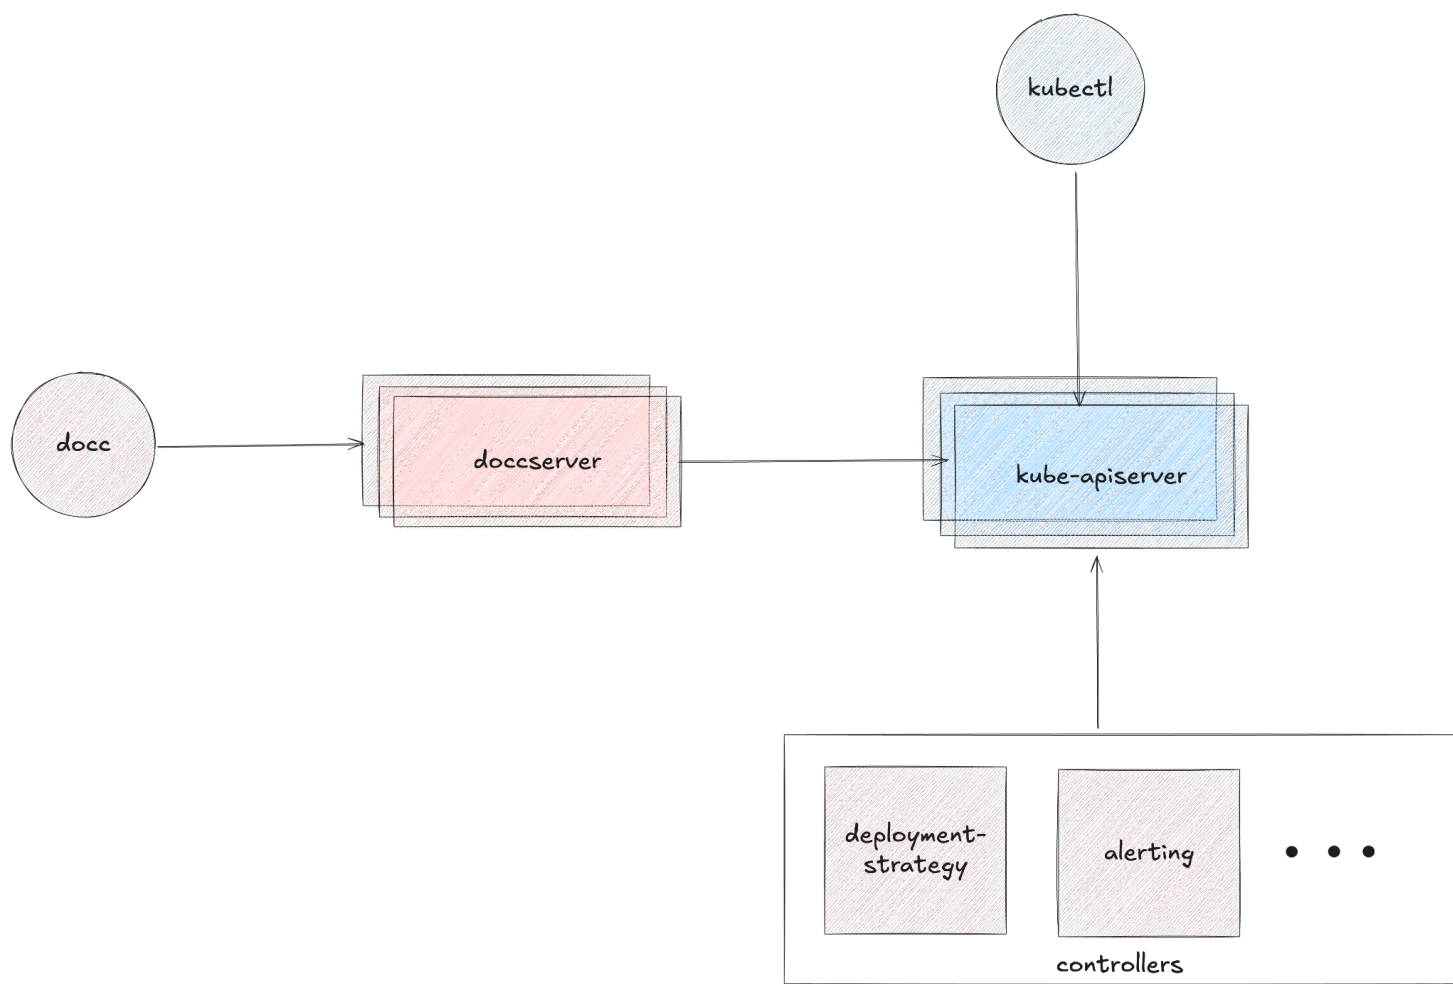 kubectl
docc
doccserver
kube-apiserver
deployment-
strategy
alerting
controllers